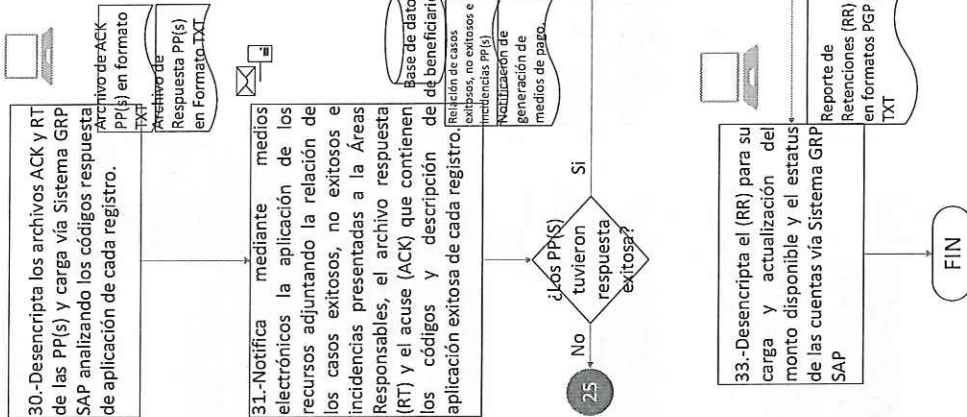 30.-Desencripta los archivos ACK y RT
de las PP(s) y carga vía Sistema GRP
SAP analizando los códigos respuesta
de aplicación de cada registro.
Archivo de ACK
PP(s) en formato
TXT
Archivo de
Respuesta PP(s)
en Formato TXT
31.-Notifica mediante medios
electrónicos la aplicación de los
recursos adjuntando la relación de
los casos exitosos, no exitosos e
incidencias presentadas a la Áreas
Responsables, el archivo respuesta
(RT) y el acuse (ACK) que contienen
los códigos y descripción de
aplicación exitosa de cada registro.
Base de datos
de beneficiario
Relación de casos
exitosos, no exitosos e
incidencias PP(s)
Notificación de
generación de
medios de pago.
¿Los PP(S)
tuvieron
respuesta
exitosa?
No
Si
25
33.-Desencripta el (RR) para su
carga y actualización del
monto disponible y el estatus
de las cuentas vía Sistema GRP
SAP
Reporte de
Retenciones (RR)
en formatos PGP
TXT
FIN